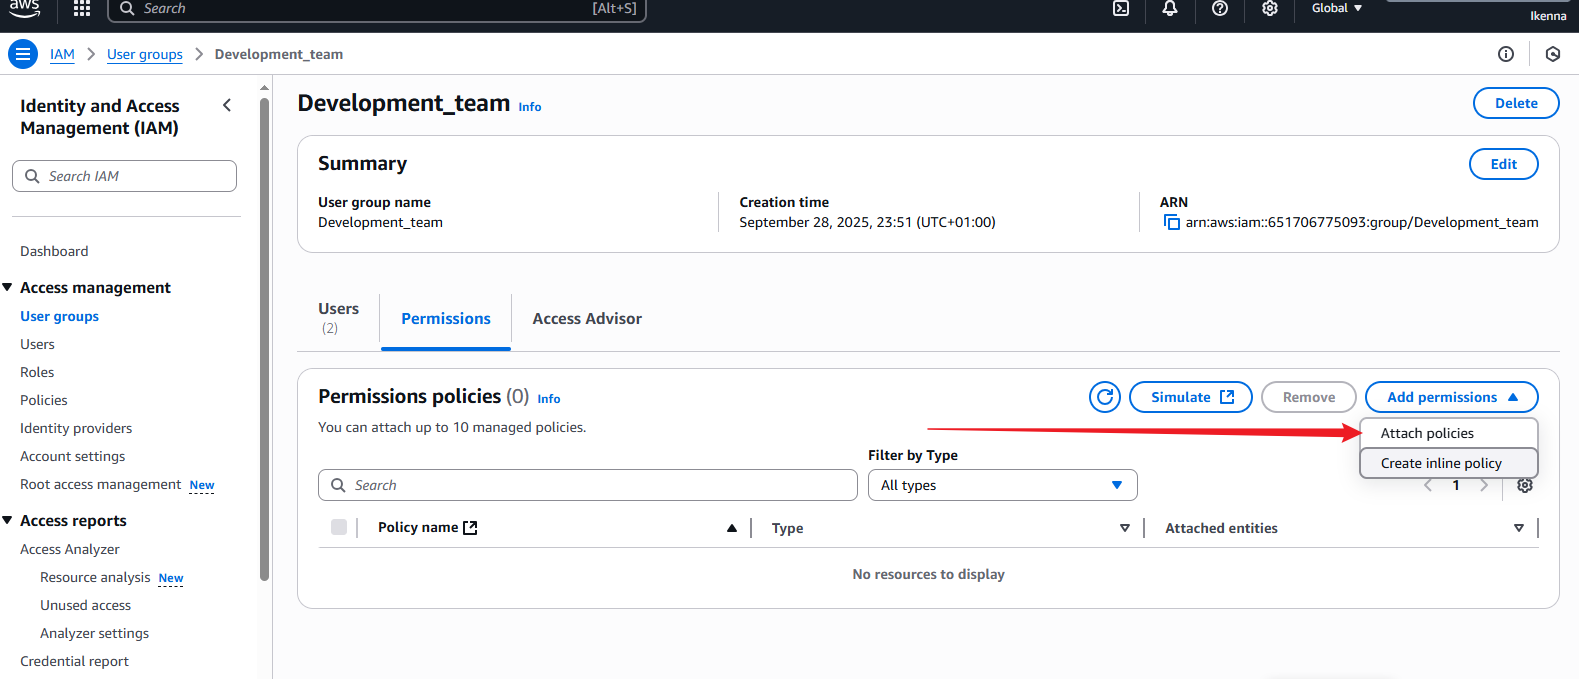 aws
Search [Alt+S]
Global
Ikenna
IAM > User groups > Development_team
Identity and Access
Management (IAM)
Search IAM
Dashboard
Access management
User groups
Users
Roles
Policies
Identity providers
Account settings
Root access management New
Access reports
Access Analyzer
Resource analysis New
Unused access
Analyzer settings
Credential report
Development_team Info
Delete
Summary
Edit
User group name
Development_team
Creation time
September 28, 2025, 23:51 (UTC+01:00)
ARN
arn:aws:iam::651706775093:group/Development_team
Users
(2)
Permissions
Access Advisor
Permissions policies (0) Info
Simulate
Remove
Add permissions
You can attach up to 10 managed policies.
Attach policies
Create inline policy
Filter by Type
Search
All types
1
Policy name
Type
Attached entities
No resources to display